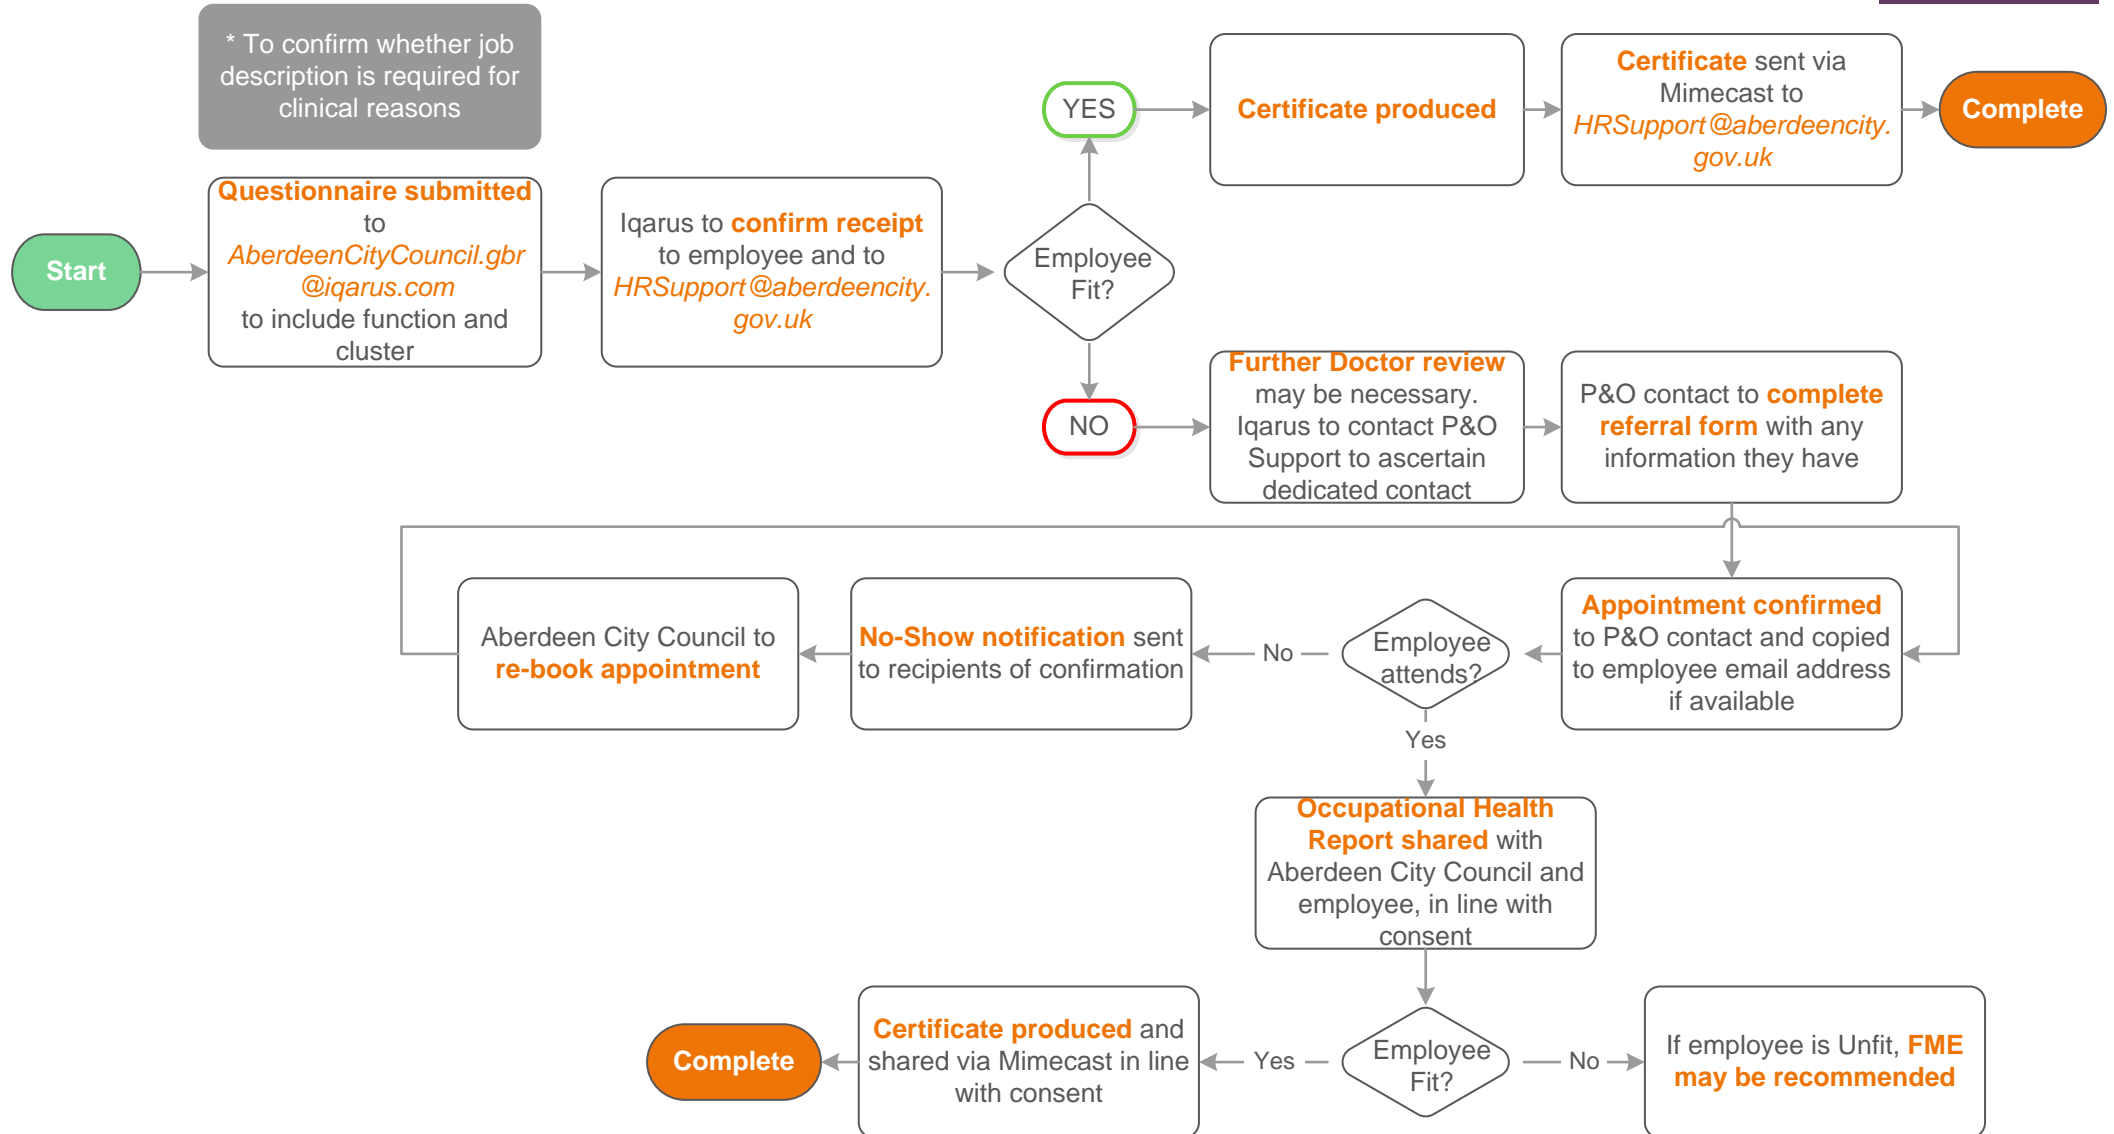 * To confirm whether job
description is required for
clinical reasons
Start
Questionnaire submitted
to
AberdeenCityCouncil.gbr
@iqarus.com
to include function and
cluster
Iqarus to confirm receipt
to employee and to
HRSupport@aberdeencity.
gov.uk
Employee
Fit?
YES
Certificate produced
Certificate sent via
Mimecast to
HRSupport@aberdeencity.
gov.uk
Complete
NO
Further Doctor review
may be necessary.
Iqarus to contact P&O
Support to ascertain
dedicated contact
P&O contact to complete
referral form with any
information they have
Appointment confirmed
to P&O contact and copied
to employee email address
if available
Employee
attends?
No
No-Show notification sent
to recipients of confirmation
Aberdeen City Council to
re-book appointment
Yes
Occupational Health
Report shared with
Aberdeen City Council and
employee, in line with
consent
Employee
Fit?
Yes
Certificate produced and
shared via Mimecast in line
with consent
Complete
No
If employee is Unfit, FME
may be recommended